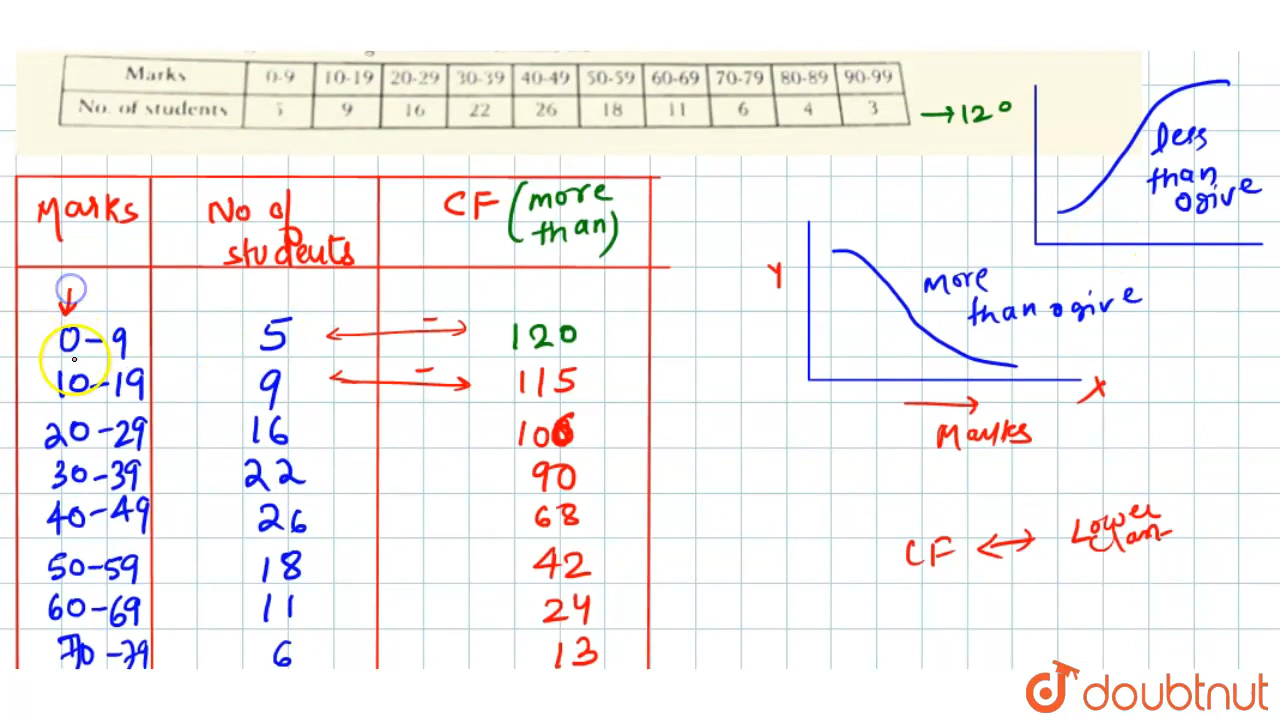 Marks 0-9 10-19 20-29 30-39 40-49 50-59 60-69 70-79 80-89 90-99
No. of students 5 9 16 22 26 18 11 6 4 3
→120
less
than
ogive
Marks No of students CF (more than)
0-9 5 120
10-19 9 115
20-29 16 106
30-39 22 90
40-49 26 68
50-59 18 42
60-69 11 24
70-79 6 13
Y
More
than ogive
X
Marks
CF ↔ Lower
Class
doubtnut